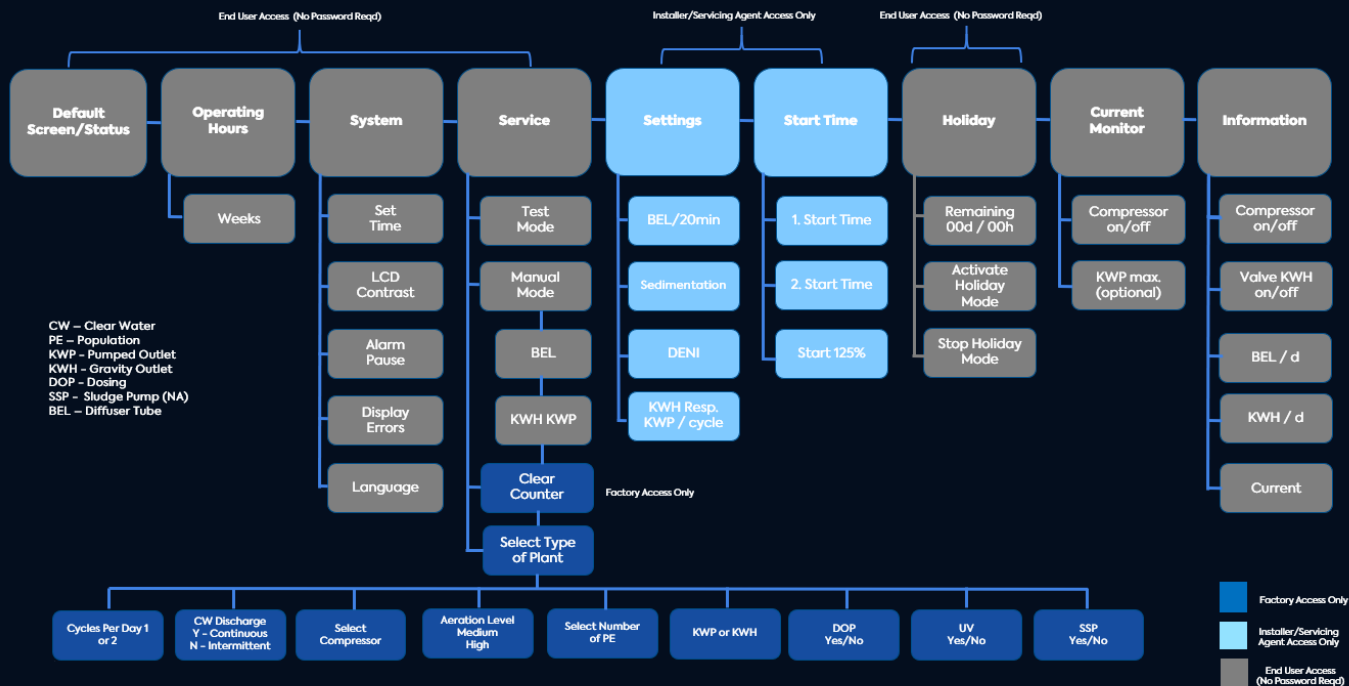 End User Access (No Password Reqd)
Installer/Servicing Agent Access Only
End User Access (No Password Reqd)
Default
Screen/Status
Operating
Hours
System
Service
Settings
Start Time
Holiday
Current
Monitor
Information
Weeks
Set
Time
LCD
Contrast
Alarm
Pause
Display
Errors
Language
Test
Mode
Manual
Mode
BEL
KWH KWP
Clear
Counter
Factory Access Only
Select Type
of Plant
BEL/20min
Sedimentation
DENI
KWH Resp.
KWP / cycle
1. Start Time
2. Start Time
Start 125%
Remaining
00d / 00h
Activate
Holiday
Mode
Stop Holiday
Mode
Compressor
on/off
KWP max.
(optional)
Compressor
on/off
Valve KWH
on/off
BEL / d
KWH / d
Current
CW – Clear Water
PE – Population
KWP - Pumped Outlet
KWH - Gravity Outlet
DOP - Dosing
SSP - Sludge Pump (NA)
BEL – Diffuser Tube
Cycles Per Day 1
or 2
CW Discharge
Y - Continuous
N - Intermittent
Select
Compressor
Aeration Level
Medium
High
Select Number
of PE
KWP or KWH
DOP
Yes/No
UV
Yes/No
SSP
Yes/No
Factory Access Only
Installer/Servicing
Agent Access Only
End User Access
(No Password Reqd)